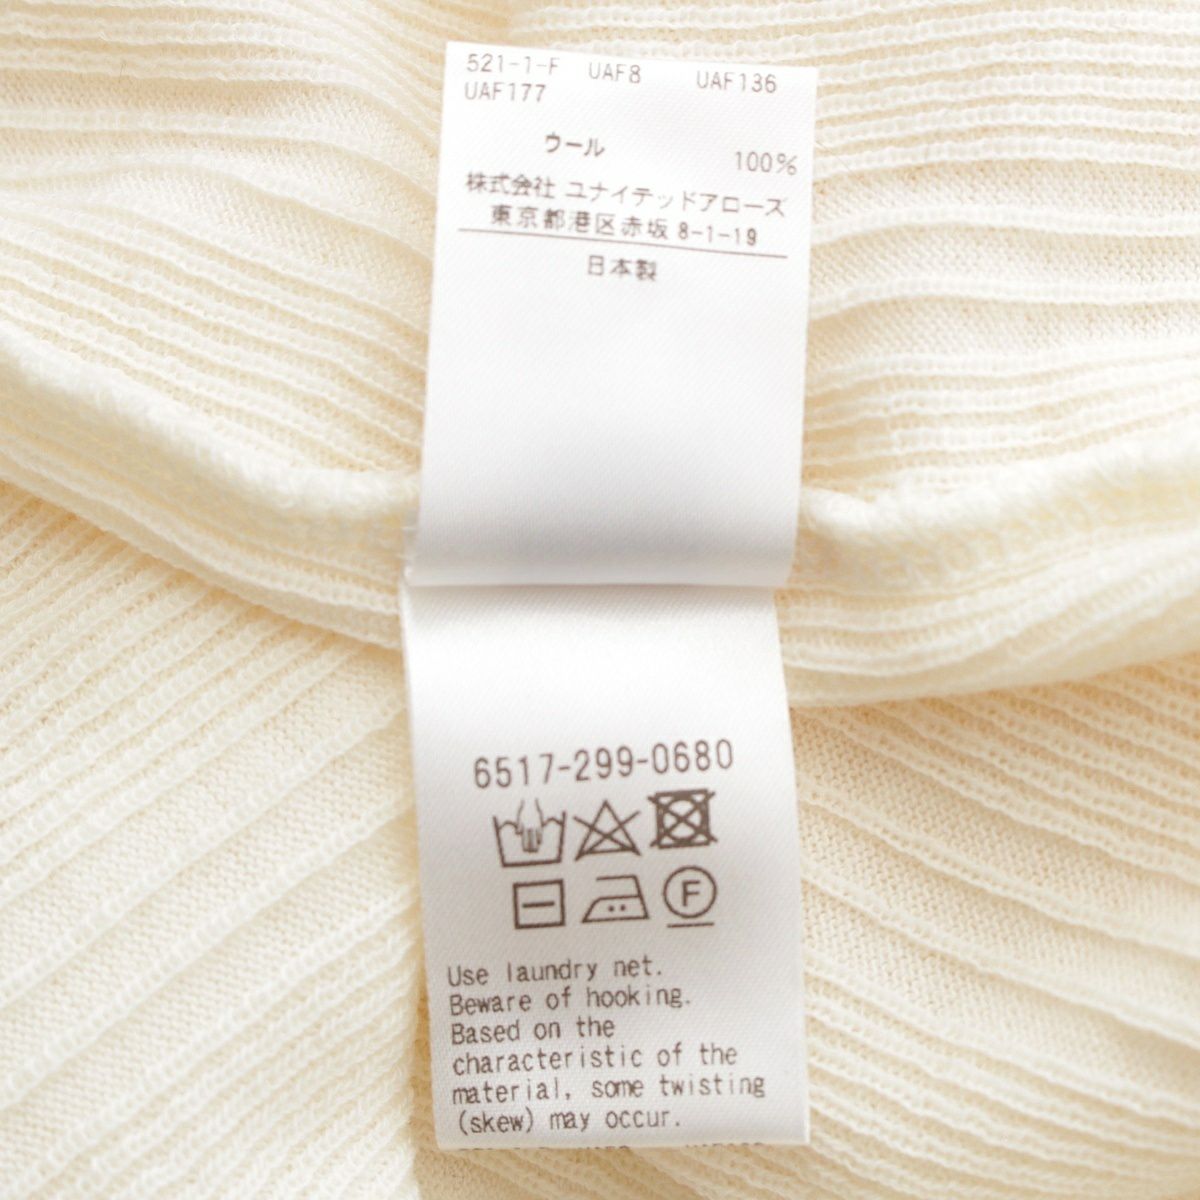 521-1-F UAF8 UAF136
UAF177
ウール 100%
株式会社 ユナイテッドアローズ
東京都港区赤坂 8-1-19
日本製
6517-299-0680
F
Use laundry net.
Beware of hooking.
Based on the
characteristic of the
material, some twisting
(skew) may occur.